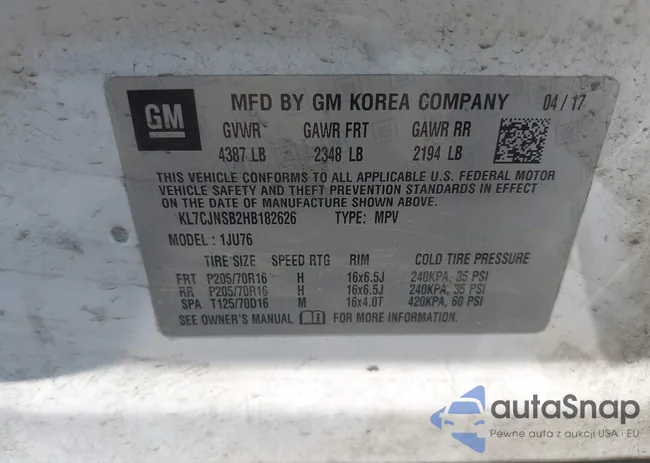 GM
MFD BY GM KOREA COMPANY 04/17
GVWR GAWR FRT GAWR RR
4387 LB 2348 LB 2194 LB
THIS VEHICLE CONFORMS TO ALL APPLICABLE U.S. FEDERAL MOTOR
VEHICLE SAFETY AND THEFT PREVENTION STANDARDS IN EFFECT
ON THE DATE OF MANUFACTURE SHOWN ABOVE.
KL7CJNSB2HB182626 TYPE: MPV
MODEL: 1JU76
TIRE SIZE SPEED RTG RIM COLD TIRE PRESSURE
FRT P205/70R16 H 16x6.5J 240KPA, 35 PSI
RR P205/70R16 H 16x6.5J 240KPA, 35 PSI
SPA T125/70D16 M 16x4.0T 420KPA, 60 PSI
SEE OWNER'S MANUAL FOR MORE INFORMATION
autaSnap
Pewne auta z aukcji USA i EU